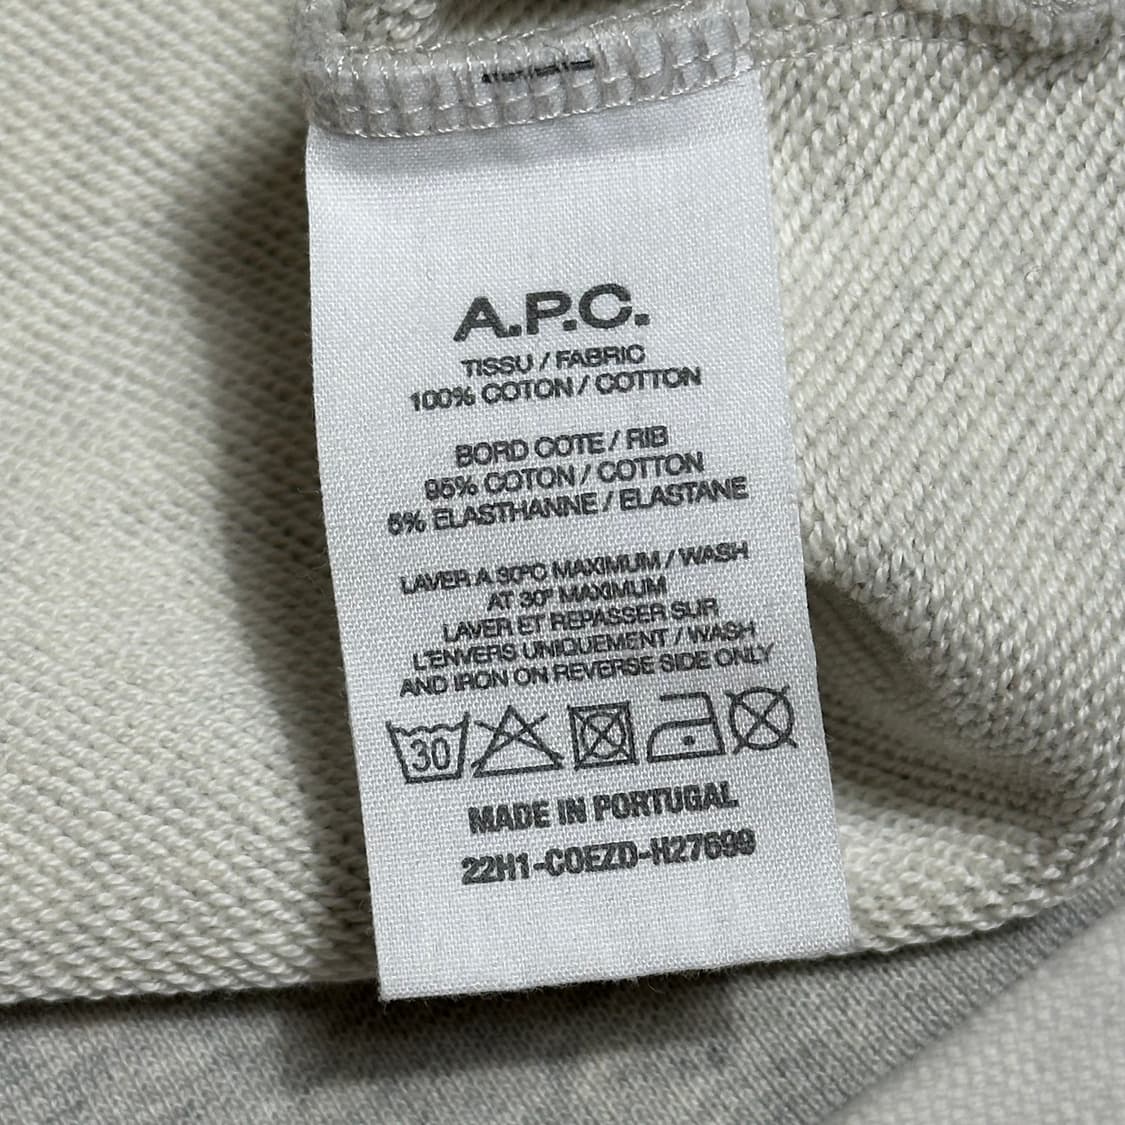 A.P.C.
TISSU / FABRIC
100% COTON / COTTON
BORD COTE / RIB
95% COTON / COTTON
5% ELASTHANNE / ELASTANE
LAVER A 30°C MAXIMUM / WASH
AT 30° MAXIMUM
LAVER ET REPASSER SUR
L'ENVERS UNIQUEMENT / WASH
AND IRON ON REVERSE SIDE ONLY
30
MADE IN PORTUGAL
22H1-COEZD-H27699